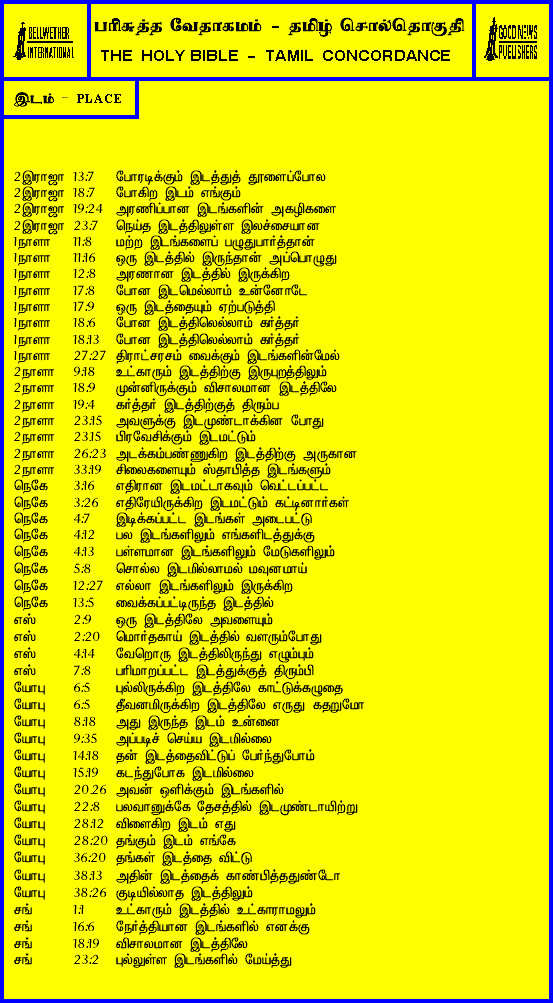 BELLWETHER
INTERNATIONAL
பரிசுத்த வேதாகமம் - தமிழ் சொல்தொகுதி
THE HOLY BIBLE - TAMIL CONCORDANCE
GOOD NEWS
PUBLISHERS
இடம் - PLACE
2இராஜா 13:7 போரடிக்கும் இடத்துத் தூளைப்போல
2இராஜா 18:7 போகிற இடம் எங்கும்
2இராஜா 19:24 அரணிப்பான இடங்களின் அகழிகளை
2இராஜா 23:7 நெய்த இடத்திலுள்ள இலச்சையான
1நாளா 11:8 மற்ற இடங்களைப் பழுதுபார்த்தான்
1நாளா 11:16 ஒரு இடத்தில் இருந்தான் அப்பொழுது
1நாளா 12:8 அரணான இடத்தில் இருக்கிற
1நாளா 17:8 போன இடமெல்லாம் உன்னோடே
1நாளா 17:9 ஒரு இடத்தையும் ஏற்படுத்தி
1நாளா 18:6 போன இடத்திலெல்லாம் கர்த்தர்
1நாளா 18:13 போன இடத்திலெல்லாம் கர்த்தர்
1நாளா 27:27 திராட்சரசம் வைக்கும் இடங்களின்மேல்
2நாளா 9:18 உட்காரும் இடத்திற்கு இருபுறத்திலும்
2நாளா 18:9 முன்னிருக்கும் விசாலமான இடத்திலே
2நாளா 19:4 கர்த்தர் இடத்திற்குத் திரும்ப
2நாளா 23:15 அவளுக்கு இடமுண்டாக்கின போது
2நாளா 23:15 பிரவேசிக்கும் இடமட்டும்
2நாளா 26:23 அடக்கம்பண்ணுகிற இடத்திற்கு அருகான
2நாளா 33:19 சிலைகளையும் ஸ்தாபித்த இடங்களும்
நெகே 3:16 எதிரான இடமட்டாகவும் வெட்டப்பட்ட
நெகே 3:26 எதிரேயிருக்கிற இடமட்டும் கட்டினார்கள்
நெகே 4:7 இடிக்கப்பட்ட இடங்கள் அடைபட்டு
நெகே 4:12 பல இடங்களிலும் எங்களிடத்துக்கு
நெகே 4:13 பள்ளமான இடங்களிலும் மேடுகளிலும்
நெகே 5:8 சொல்ல இடமில்லாமல் மவுனமாய்
நெகே 12:27 எல்லா இடங்களிலும் இருக்கிற
நெகே 13:5 வைக்கப்பட்டிருந்த இடத்தில்
எஸ் 2:9 ஒரு இடத்திலே அவளையும்
எஸ் 2:20 மொர்தகாய் இடத்தில் வளரும்போது
எஸ் 4:14 வேறொரு இடத்திலிருந்து எழும்பும்
எஸ் 7:8 பரிமாறப்பட்ட இடத்துக்குத் திரும்பி
யோபு 6:5 புல்லிருக்கிற இடத்திலே காட்டுக்கழுதை
யோபு 6:5 தீவனமிருக்கிற இடத்திலே எருது கதறுமோ
யோபு 8:18 அது இருந்த இடம் உன்னை
யோபு 9:35 அப்படிச் செய்ய இடமில்லை
யோபு 14:18 தன் இடத்தைவிட்டுப் பேர்ந்துபோம்
யோபு 15:19 கடந்துபோக இடமில்லை
யோபு 20.26 அவன் ஒளிக்கும் இடங்களில்
யோபு 22:8 பலவானுக்கே தேசத்தில் இடமுண்டாயிற்று
யோபு 28:12 விளைகிற இடம் எது
யோபு 28:20 தங்கும் இடம் எங்கே
யோபு 36:20 தங்கள் இடத்தை விட்டு
யோபு 38:13 அதின் இடத்தைக் காண்பித்ததுண்டோ
யோபு 38:26 குடியில்லாத இடத்திலும்
சங் 1:1 உட்காரும் இடத்தில் உட்காராமலும்
சங் 16:6 நேர்த்தியான இடங்களில் எனக்கு
சங் 18:19 விசாலமான இடத்திலே
சங் 23:2 புல்லுள்ள இடங்களில் மேய்த்து